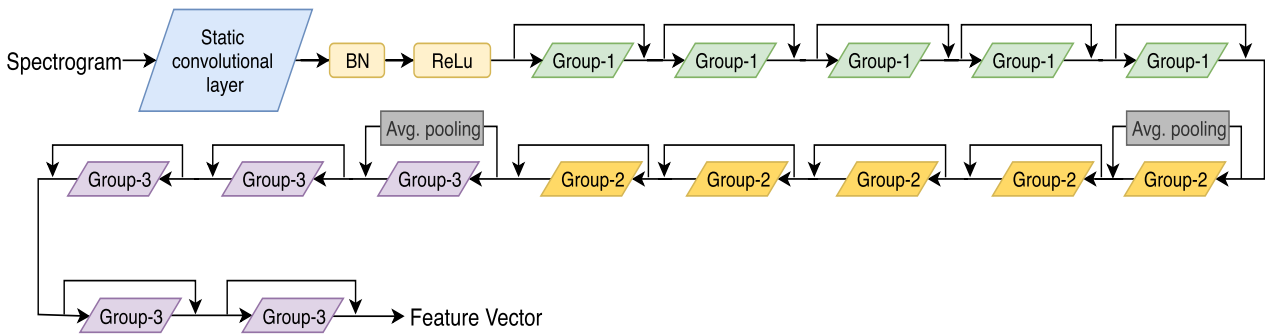 Spectrogram
Static
convolutional
layer
BN
ReLu
Group-1
Group-1
Group-1
Group-1
Group-1
Avg. pooling
Avg. pooling
Group-3
Group-3
Group-3
Group-2
Group-2
Group-2
Group-2
Group-2
Group-3
Group-3
Feature Vector